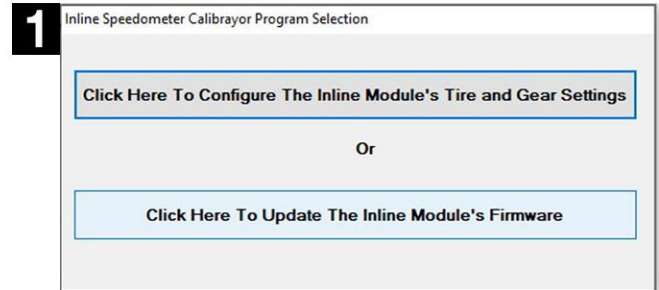 1
Inline Speedometer Calibrayor Program Selection
Click Here To Configure The Inline Module's Tire and Gear Settings
Or
Click Here To Update The Inline Module's Firmware